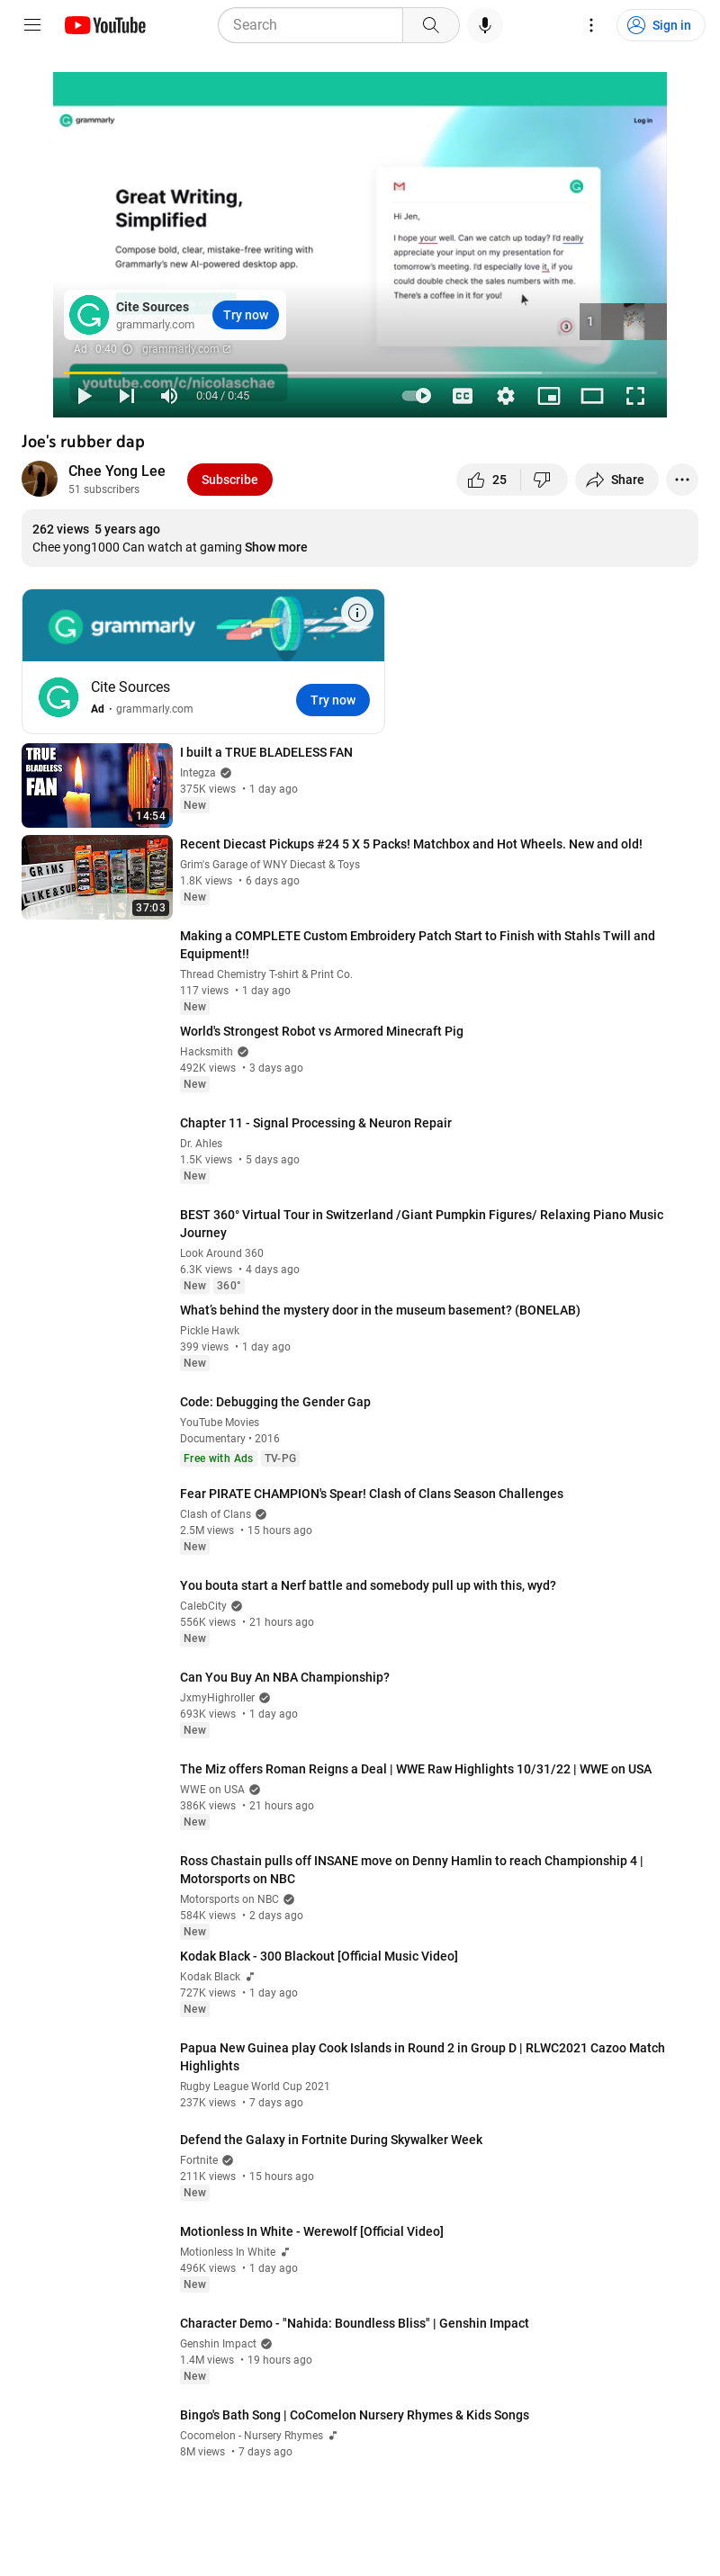 YouTube
Search
Sign in
grammarly
Log in
Great Writing,
Simplified
Compose bold, clear, mistake-free writing with
Grammarly's new AI-powered desktop app.
Hi Jen,
I hope your well. Can we catch up today? I'd really
appreciate your input on my presentation for
tomorrow's meeting. I'd especially love it, if you
could double check the sales numbers with me.
There's a coffee in it for you!
3
Cite Sources
grammarly.com
Try now
1
Ad · 0:40 grammarly.com
youtube.com/c/nicolaschae
0:04 / 0:45
CC
Joe's rubber dap
Chee Yong Lee
51 subscribers
Subscribe
25
Share
262 views 5 years ago
Chee yong1000 Can watch at gaming Show more
grammarly
Cite Sources
Ad · grammarly.com
Try now
TRUE
BLADELESS
FAN
14:54
I built a TRUE BLADELESS FAN
Integza
375K views • 1 day ago
New
GRiMS
LiKE&SUB
37:03
Recent Diecast Pickups #24 5 X 5 Packs! Matchbox and Hot Wheels. New and old!
Grim's Garage of WNY Diecast & Toys
1.8K views • 6 days ago
New
Making a COMPLETE Custom Embroidery Patch Start to Finish with Stahls Twill and
Equipment!!
Thread Chemistry T-shirt & Print Co.
117 views • 1 day ago
New
World's Strongest Robot vs Armored Minecraft Pig
Hacksmith
492K views • 3 days ago
New
Chapter 11 - Signal Processing & Neuron Repair
Dr. Ahles
1.5K views • 5 days ago
New
BEST 360° Virtual Tour in Switzerland /Giant Pumpkin Figures/ Relaxing Piano Music
Journey
Look Around 360
6.3K views • 4 days ago
New 360°
What's behind the mystery door in the museum basement? (BONELAB)
Pickle Hawk
399 views • 1 day ago
New
Code: Debugging the Gender Gap
YouTube Movies
Documentary • 2016
Free with Ads TV-PG
Fear PIRATE CHAMPION's Spear! Clash of Clans Season Challenges
Clash of Clans
2.5M views • 15 hours ago
New
You bouta start a Nerf battle and somebody pull up with this, wyd?
CalebCity
556K views • 21 hours ago
New
Can You Buy An NBA Championship?
JxmyHighroller
693K views • 1 day ago
New
The Miz offers Roman Reigns a Deal | WWE Raw Highlights 10/31/22 | WWE on USA
WWE on USA
386K views • 21 hours ago
New
Ross Chastain pulls off INSANE move on Denny Hamlin to reach Championship 4 |
Motorsports on NBC
Motorsports on NBC
584K views • 2 days ago
New
Kodak Black - 300 Blackout [Official Music Video]
Kodak Black
727K views • 1 day ago
New
Papua New Guinea play Cook Islands in Round 2 in Group D | RLWC2021 Cazoo Match
Highlights
Rugby League World Cup 2021
237K views • 7 days ago
Defend the Galaxy in Fortnite During Skywalker Week
Fortnite
211K views • 15 hours ago
New
Motionless In White - Werewolf [Official Video]
Motionless In White
496K views • 1 day ago
New
Character Demo - "Nahida: Boundless Bliss" | Genshin Impact
Genshin Impact
1.4M views • 19 hours ago
New
Bingo's Bath Song | CoComelon Nursery Rhymes & Kids Songs
Cocomelon - Nursery Rhymes
8M views • 7 days ago